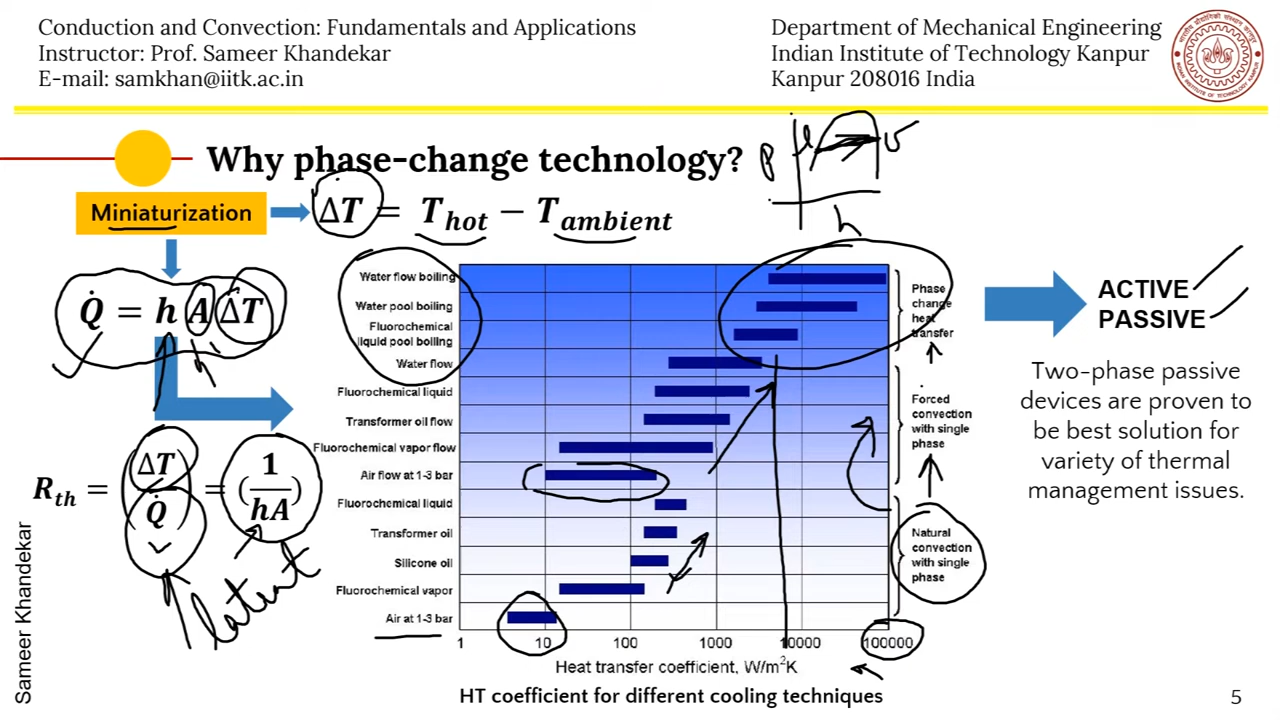 Conduction and Convection: Fundamentals and Applications
Instructor: Prof. Sameer Khandekar
E-mail: samkhan@iitk.ac.in
Department of Mechanical Engineering
Indian Institute of Technology Kanpur
Kanpur 208016 India
Why phase-change technology?
Miniaturization
ΔT = T_hot − T_ambient
Q̇ = h A ΔT
R_th = (ΔT / Q̇) = (1 / hA)
latent
P
h
Water flow boiling
Water pool boiling
Fluorochemical
liquid pool boiling
Water flow
Fluorochemical liquid
Transformer oil flow
Fluorochemical vapor flow
Air flow at 1-3 bar
Fluorochemical liquid
Transformer oil
Silicone oil
Fluorochemical vapor
Air at 1-3 bar
1 10 100 1000 10000 100000
Heat transfer coefficient, W/m²K
HT coefficient for different cooling techniques
Phase
change
heat
transfer
Forced
convection
with single
phase
Natural
convection
with single
phase
ACTIVE
PASSIVE
Two-phase passive
devices are proven to
be best solution for
variety of thermal
management issues.
Sameer Khandekar
5